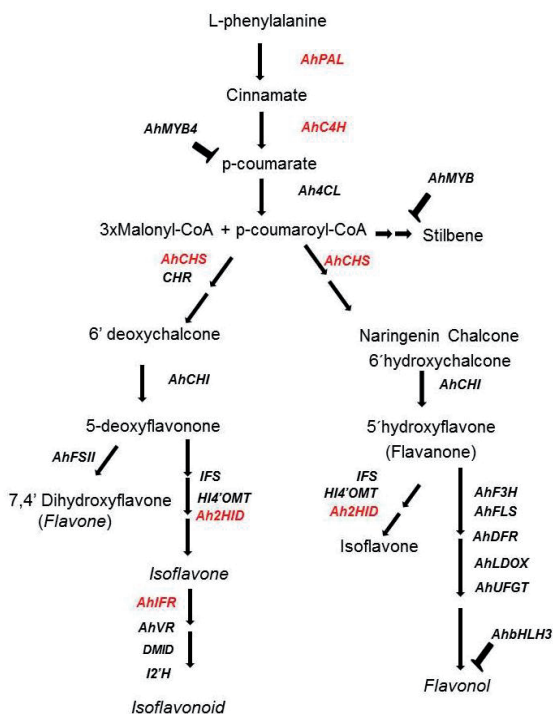 L-phenylalanine
AhPAL
Cinnamate
AhMYB4
AhC4H
p-coumarate
Ah4CL
AhMYB
3xMalonyl-CoA + p-coumaroyl-CoA
Stilbene
AhCHS
CHR
AhCHS
6' deoxychalcone
Naringenin Chalcone
6´hydroxychalcone
AhCHI
AhCHI
5-deoxyflavonone
5´hydroxyflavone
(Flavanone)
AhFSII
7,4' Dihydroxyflavone
(Flavone)
IFS
HI4'OMT
Ah2HID
IFS
HI4'OMT
Ah2HID
Isoflavone
AhF3H
AhFLS
AhDFR
AhLDOX
AhUFGT
Isoflavone
AhIFR
AhVR
DMID
I2'H
Isoflavonoid
AhbHLH3
Flavonol